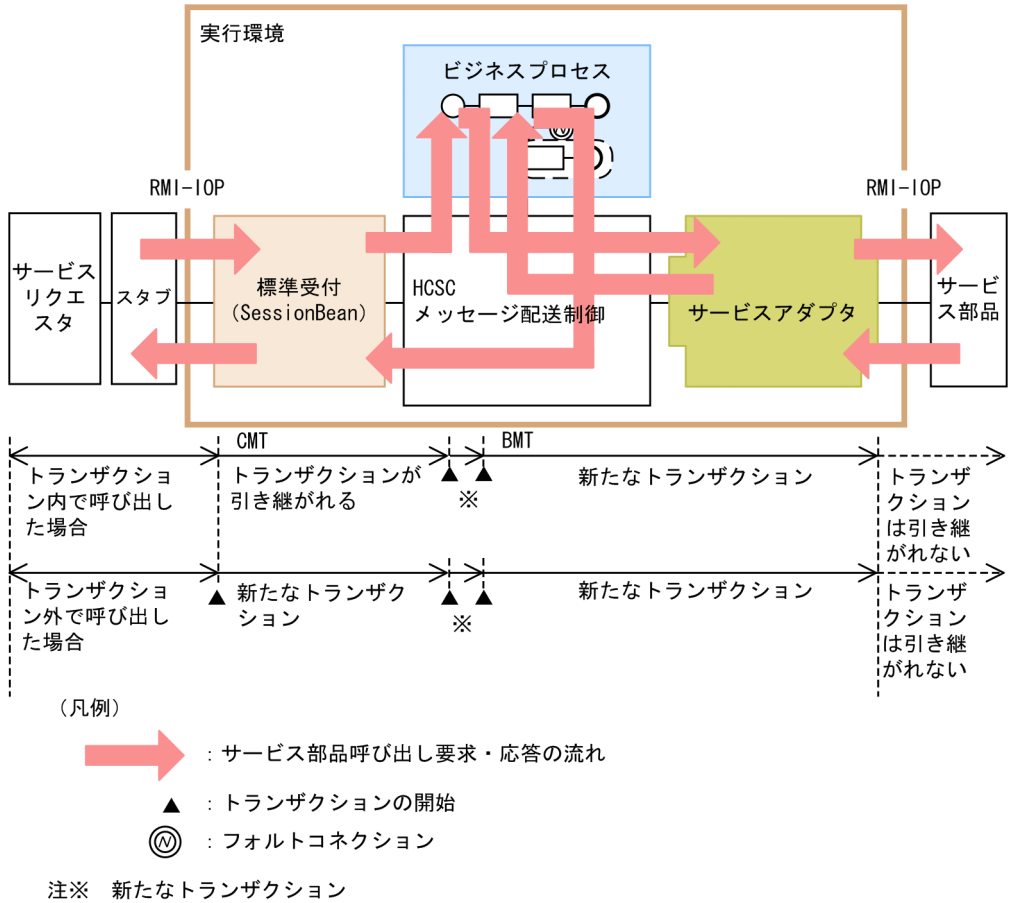 実行環境
ビジネスプロセス
RMI-IOP
RMI-IOP
サービス
リクエ
スタ
スタブ
標準受付
(SessionBean)
HCSC
メッセージ配送制御
サービスアダプタ
サービ
ス部品
CMT
BMT
トランザクショ
ン内で呼び出し
た場合
トランザクションが
引き継がれる
※
新たなトランザクション
トランザ
クション
は引き継
がれない
トランザクショ
ン外で呼び出し
た場合
新たなトランザク
ション
※
新たなトランザクション
トランザ
クション
は引き継
がれない
(凡例)
：サービス部品呼び出し要求・応答の流れ
▲ ：トランザクションの開始
Ⓝ ：フォルトコネクション
注※　新たなトランザクション